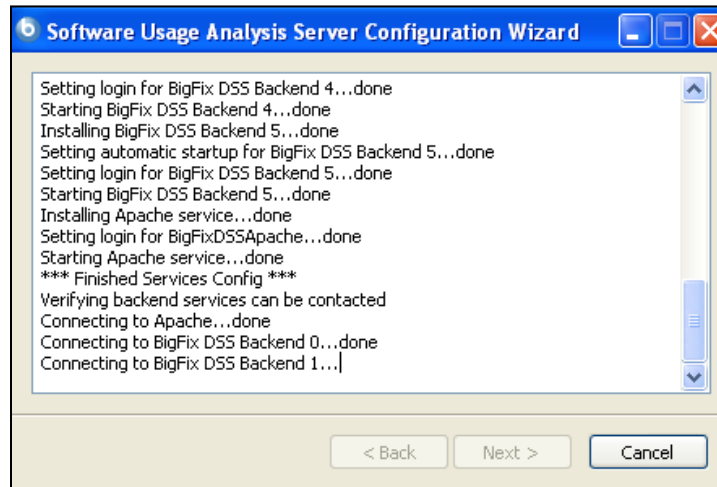 Software Usage Analysis Server Configuration Wizard
Setting login for BigFix DSS Backend 4...done
Starting BigFix DSS Backend 4...done
Installing BigFix DSS Backend 5...done
Setting automatic startup for BigFix DSS Backend 5...done
Setting login for BigFix DSS Backend 5...done
Starting BigFix DSS Backend 5...done
Installing Apache service...done
Setting login for BigFixDSSApache...done
Starting Apache service...done
*** Finished Services Config ***
Verifying backend services can be contacted
Connecting to Apache...done
Connecting to BigFix DSS Backend 0...done
Connecting to BigFix DSS Backend 1...
< Back Next > Cancel